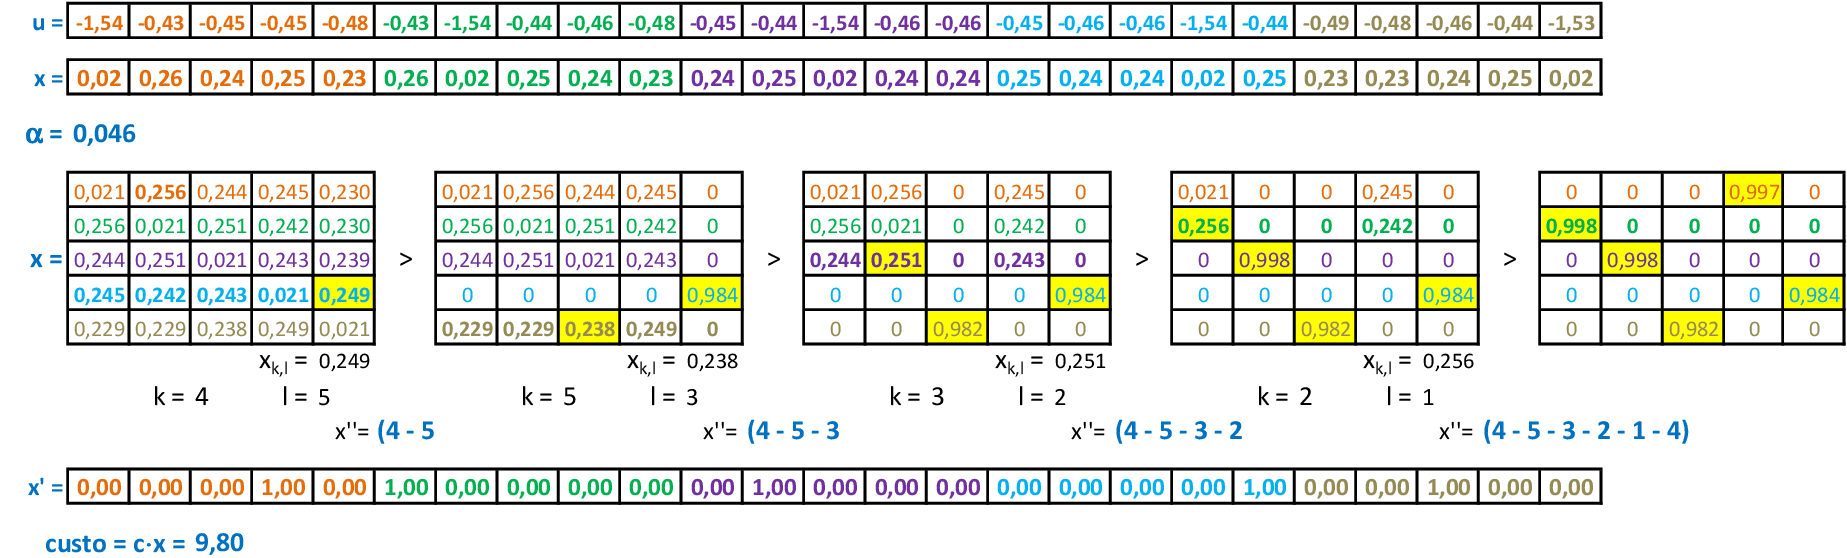 u = -1,54 -0,43 -0,45 -0,45 -0,48 -0,43 -1,54 -0,44 -0,46 -0,48 -0,45 -0,44 -1,54 -0,46 -0,46 -0,45 -0,46 -0,46 -1,54 -0,44 -0,49 -0,48 -0,46 -0,44 -1,53
x = 0,02 0,26 0,24 0,25 0,23 0,26 0,02 0,25 0,24 0,23 0,24 0,25 0,02 0,24 0,24 0,25 0,24 0,24 0,02 0,25 0,23 0,23 0,24 0,25 0,02
α = 0,046
0,021 0,256 0,244 0,245 0,230 0,021 0,256 0,244 0,245 0 0,021 0,256 0 0,245 0 0,021 0 0 0,245 0 0 0 0 0,997 0
0,256 0,021 0,251 0,242 0,230 0,256 0,021 0,251 0,242 0 0,256 0,021 0 0,242 0 0,256 0 0 0,242 0 0,998 0 0 0 0
x = 0,244 0,251 0,021 0,243 0,239 > 0,244 0,251 0,021 0,243 0 > 0,244 0,251 0 0,243 0 > 0 0,998 0 0 0 > 0 0,998 0 0 0
0,245 0,242 0,243 0,021 0,249 0 0 0 0 0,984 0 0 0 0 0,984 0 0 0 0 0,984 0 0 0 0 0,984
0,229 0,229 0,238 0,249 0,021 0,229 0,229 0,238 0,249 0 0 0 0,982 0 0 0 0 0,982 0 0 0 0 0,982 0 0
xk,l = 0,249 xk,l = 0,238 xk,l = 0,251 xk,l = 0,256
k = 4 l = 5 k = 5 l = 3 k = 3 l = 2 k = 2 l = 1
x''= (4 - 5 x''= (4 - 5 - 3 x''= (4 - 5 - 3 - 2 x''= (4 - 5 - 3 - 2 - 1 - 4)
x' = 0,00 0,00 0,00 1,00 0,00 1,00 0,00 0,00 0,00 0,00 0,00 1,00 0,00 0,00 0,00 0,00 0,00 0,00 0,00 1,00 0,00 0,00 1,00 0,00 0,00
custo = c·x = 9,80